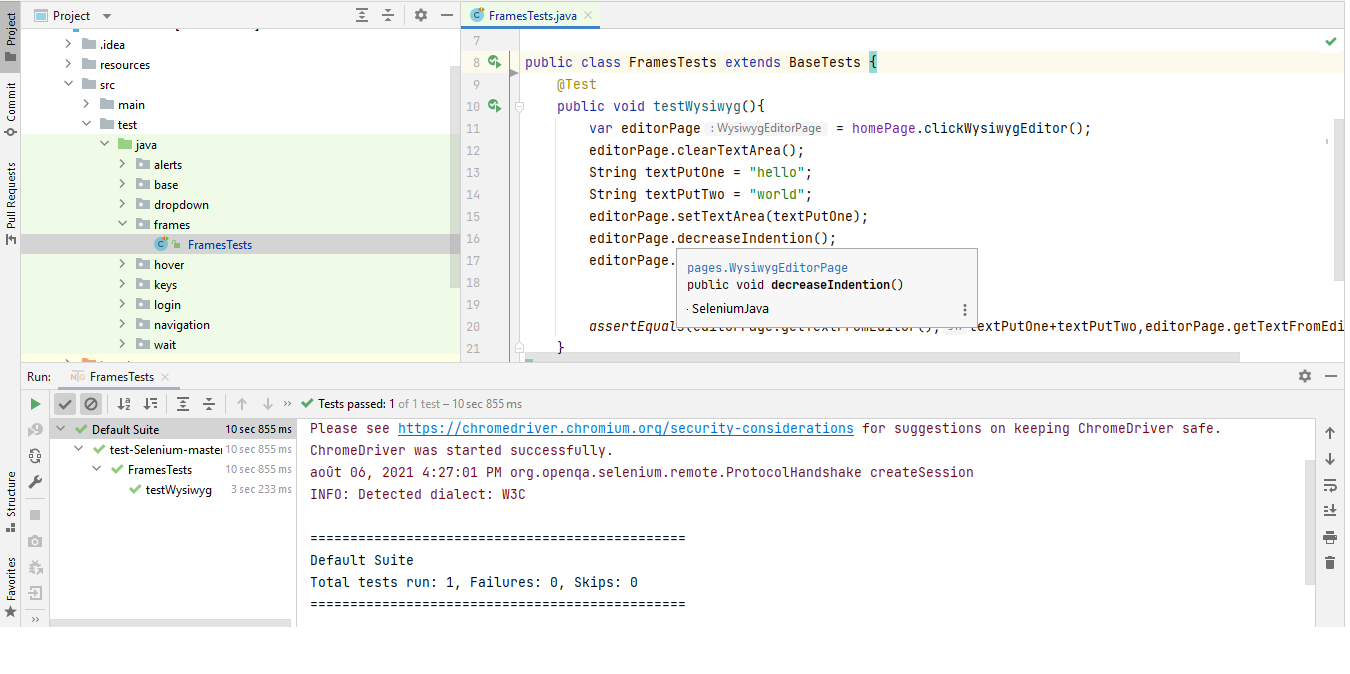 Project
FramesTests.java
Project
Commit
Pull Requests
Structure
Favorites
.idea
resources
src
main
test
java
alerts
base
dropdown
frames
FramesTests
hover
keys
login
navigation
wait
7
8 public class FramesTests extends BaseTests {
9 @Test
10 public void testWysiwyg(){
11 var editorPage : WysiwygEditorPage = homePage.clickWysiwygEditor();
12 editorPage.clearTextArea();
13 String textPutOne = "hello";
14 String textPutTwo = "world";
15 editorPage.setTextArea(textPutOne);
16 editorPage.decreaseIndention();
17 editorPage.
18
19
20 assertEquals(editorPage.getTextFromEditor(), textPutOne+textPutTwo,editorPage.getTextFromEdi
21 }
pages.WysiwygEditorPage
public void decreaseIndention()
SeleniumJava
Run: FramesTests
Tests passed: 1 of 1 test – 10 sec 855 ms
Default Suite 10 sec 855 ms
test-Selenium-master 10 sec 855 ms
FramesTests 10 sec 855 ms
testWysiwyg 3 sec 233 ms
Please see https://chromedriver.chromium.org/security-considerations for suggestions on keeping ChromeDriver safe.
ChromeDriver was started successfully.
août 06, 2021 4:27:01 PM org.openqa.selenium.remote.ProtocolHandshake createSession
INFO: Detected dialect: W3C
===============================================
Default Suite
Total tests run: 1, Failures: 0, Skips: 0
===============================================